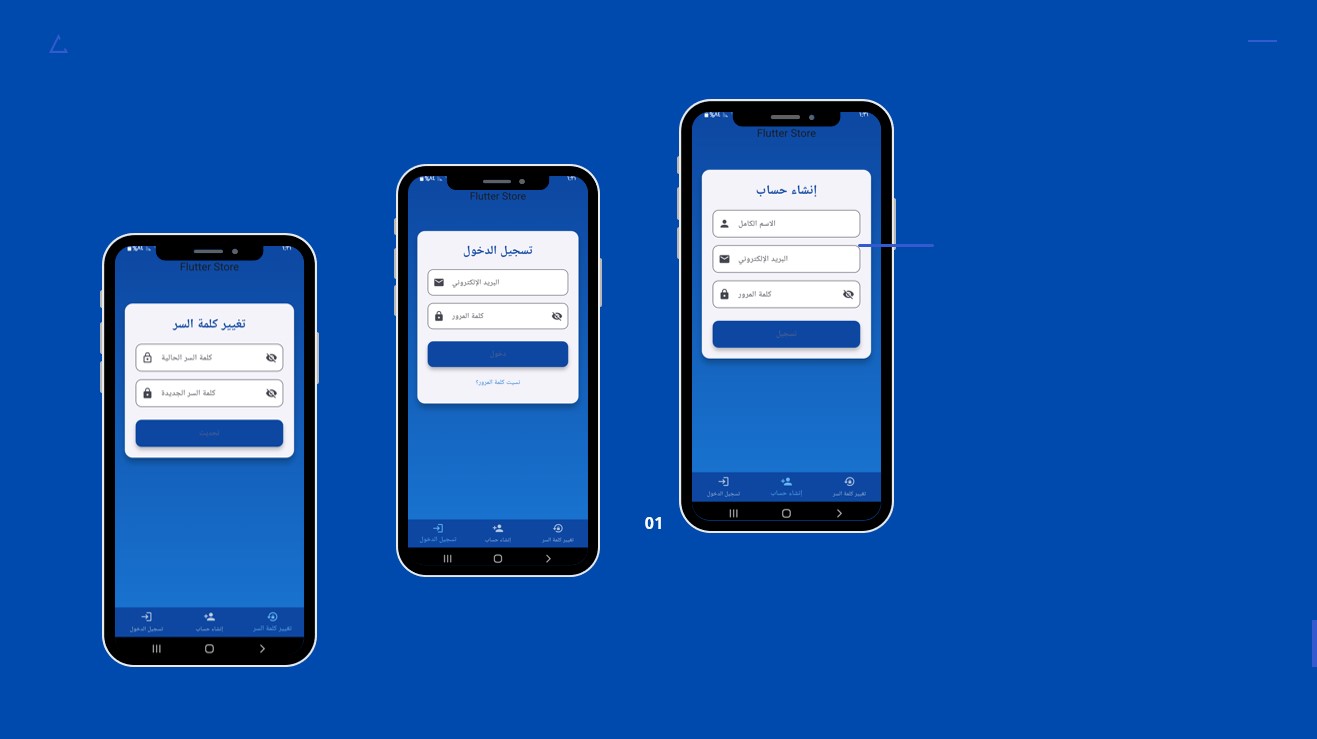 Flutter Store
إنشاء حساب
الاسم الكامل
البريد الإلكتروني
كلمة المرور
تسجيل
تسجيل الدخول
إنشاء حساب
تغيير كلمة السر
Flutter Store
تسجيل الدخول
البريد الإلكتروني
كلمة المرور
دخول
نسيت كلمة المرور؟
تسجيل الدخول
إنشاء حساب
تغيير كلمة السر
01
Flutter Store
تغيير كلمة السر
كلمة السر الحالية
كلمة السر الجديدة
تسجيل الدخول
إنشاء حساب
تغيير كلمة السر